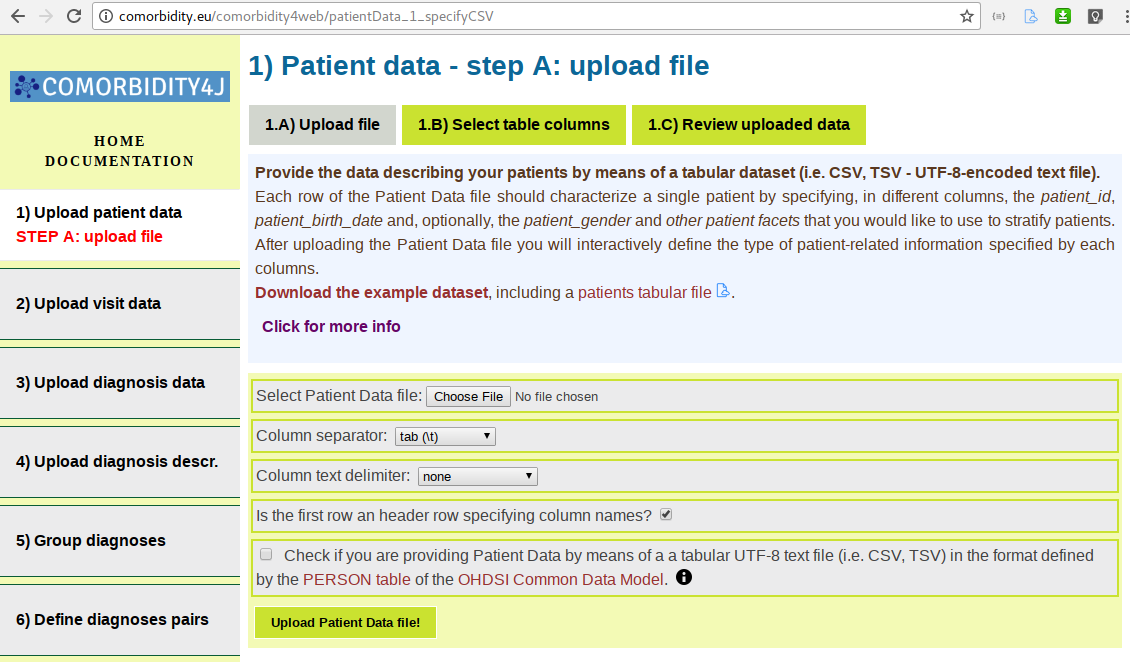 comorbidity.eu/comorbidity4web/patientData_1_specifyCSV
COMORBIDITY4J
HOME
DOCUMENTATION
1) Upload patient data
STEP A: upload file
2) Upload visit data
3) Upload diagnosis data
4) Upload diagnosis descr.
5) Group diagnoses
6) Define diagnoses pairs
1) Patient data - step A: upload file
1.A) Upload file 1.B) Select table columns 1.C) Review uploaded data
Provide the data describing your patients by means of a tabular dataset (i.e. CSV, TSV - UTF-8-encoded text file).
Each row of the Patient Data file should characterize a single patient by specifying, in different columns, the patient_id,
patient_birth_date and, optionally, the patient_gender and other patient facets that you would like to use to stratify patients.
After uploading the Patient Data file you will interactively define the type of patient-related information specified by each
columns.
Download the example dataset, including a patients tabular file .
Click for more info
Select Patient Data file: Choose File No file chosen
Column separator: tab (\t)
Column text delimiter: none
Is the first row an header row specifying column names?
Check if you are providing Patient Data by means of a a tabular UTF-8 text file (i.e. CSV, TSV) in the format defined
by the PERSON table of the OHDSI Common Data Model.
Upload Patient Data file!